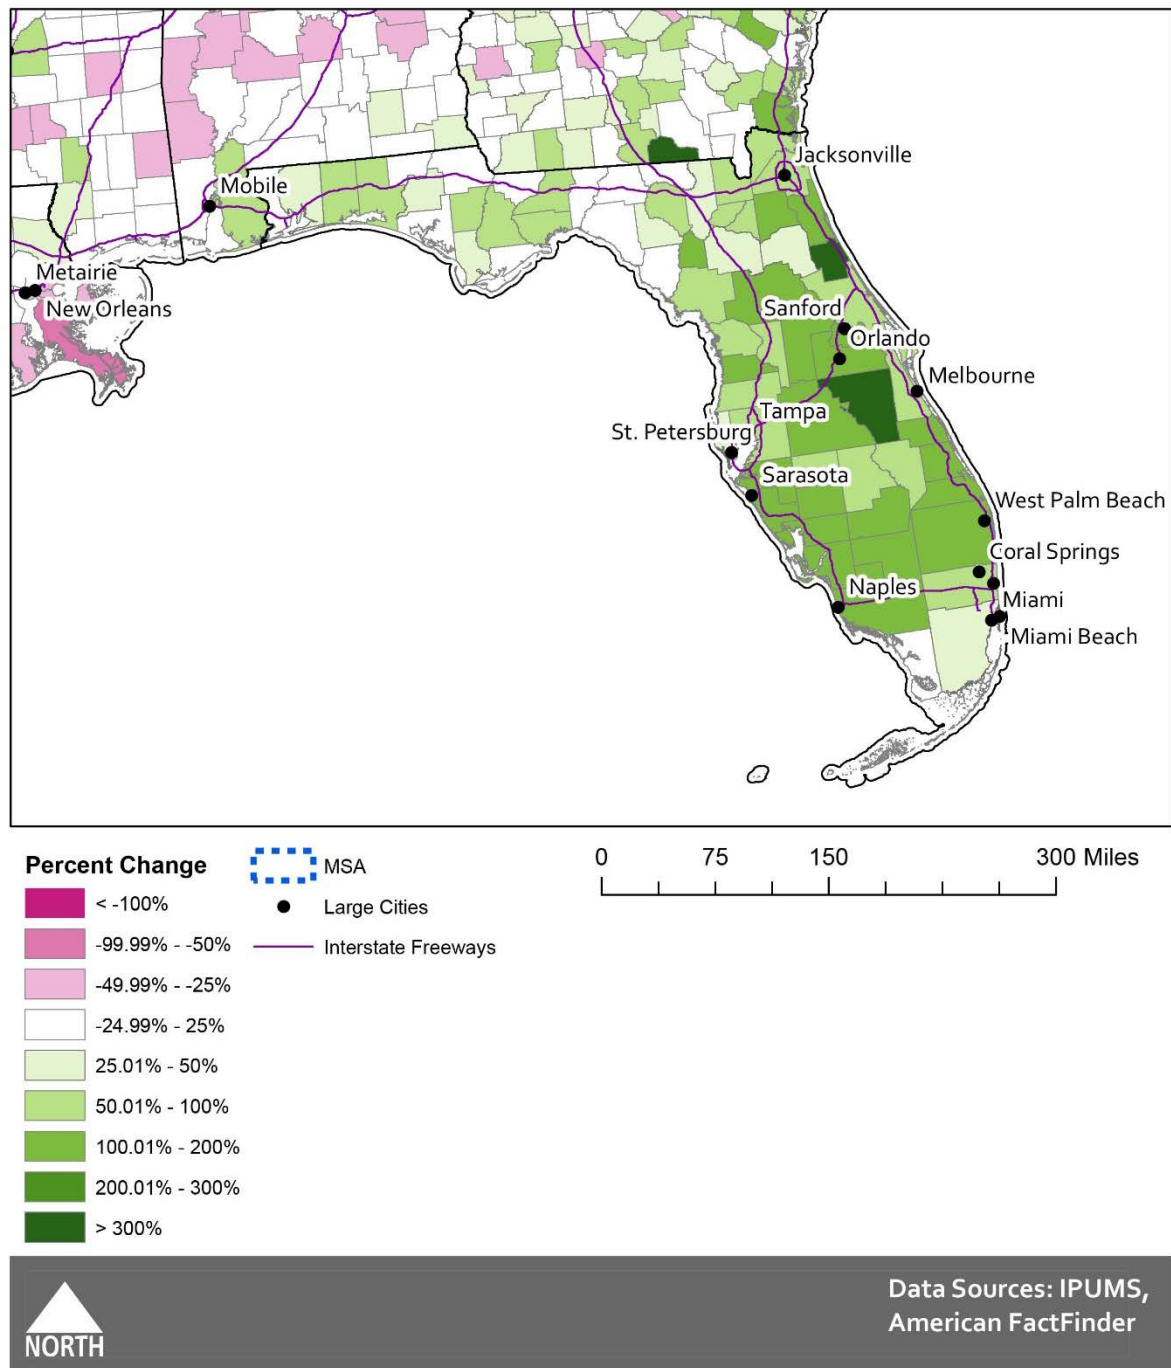 Jacksonville
Mobile
Metairie
New Orleans
Sanford
Orlando
Melbourne
Tampa
St. Petersburg
Sarasota
West Palm Beach
Coral Springs
Naples
Miami
Miami Beach
Percent Change
< -100%
-99.99% - -50%
-49.99% - -25%
-24.99% - 25%
25.01% - 50%
50.01% - 100%
100.01% - 200%
200.01% - 300%
> 300%
MSA
Large Cities
Interstate Freeways
0 75 150 300 Miles
NORTH
Data Sources: IPUMS,
American FactFinder